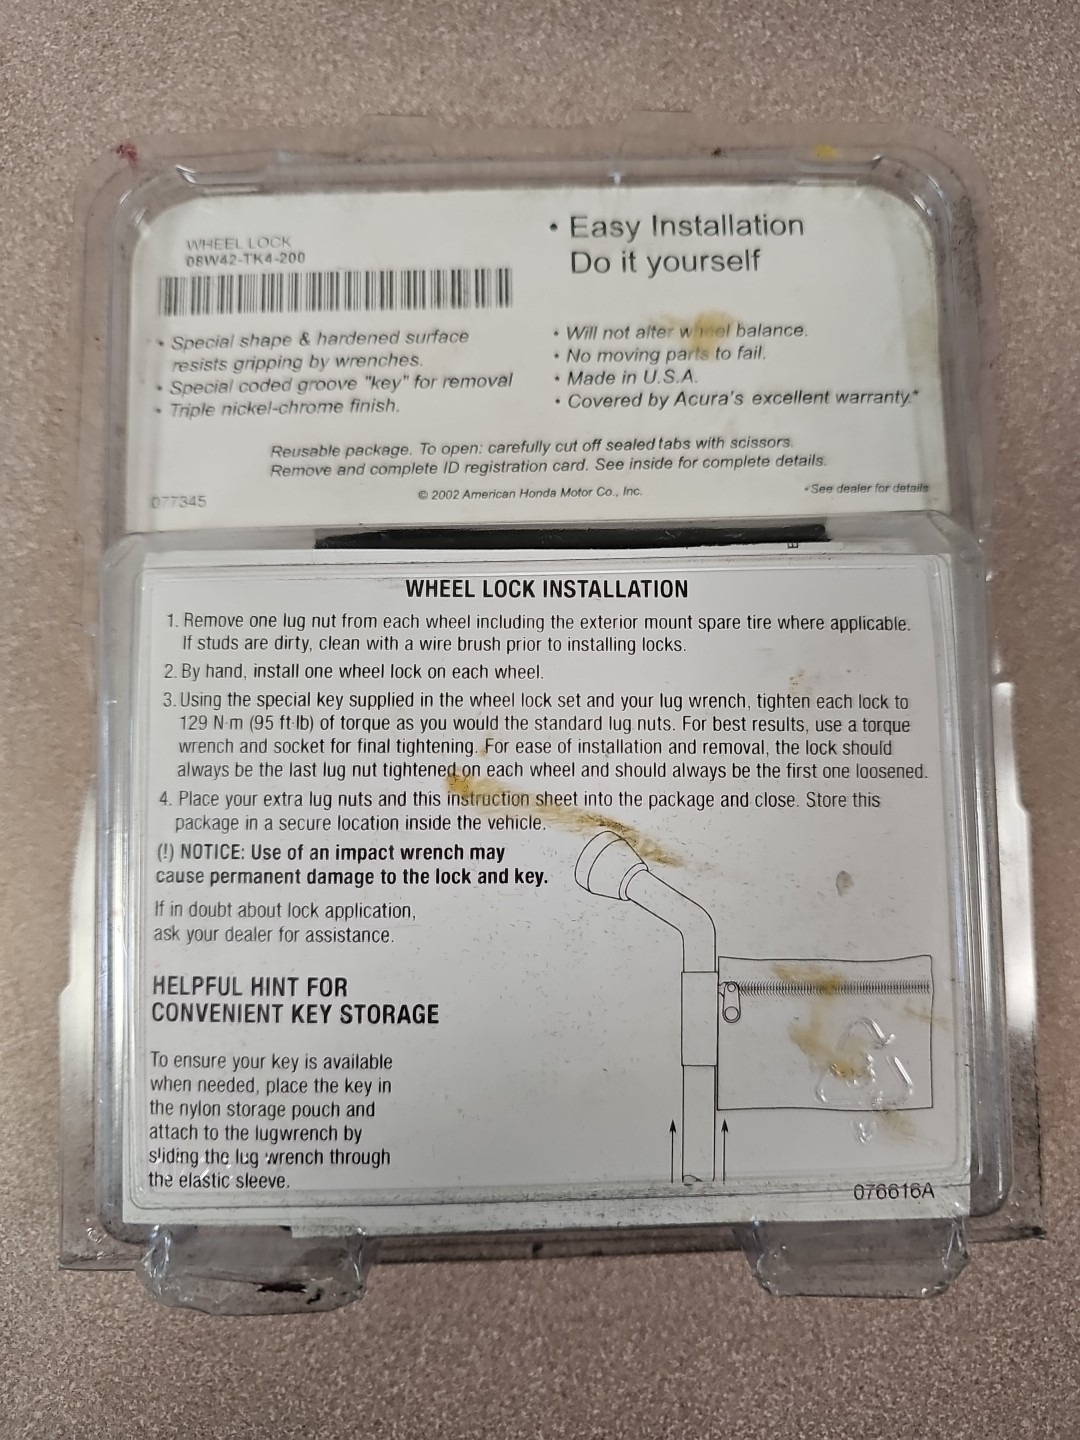 WHEEL LOCK
08W42-TK4-200
• Easy Installation
Do it yourself
• Special shape & hardened surface
resists gripping by wrenches.
• Special coded groove "key" for removal
• Triple nickel-chrome finish.
• Will not alter wheel balance.
• No moving parts to fail.
• Made in U.S.A.
• Covered by Acura's excellent warranty.*
Reusable package. To open: carefully cut off sealed tabs with scissors.
Remove and complete ID registration card. See inside for complete details.
077345
© 2002 American Honda Motor Co., Inc.
*See dealer for details
WHEEL LOCK INSTALLATION
1. Remove one lug nut from each wheel including the exterior mount spare tire where applicable.
If studs are dirty, clean with a wire brush prior to installing locks.
2. By hand, install one wheel lock on each wheel.
3. Using the special key supplied in the wheel lock set and your lug wrench, tighten each lock to
129 N·m (95 ft·lb) of torque as you would the standard lug nuts. For best results, use a torque
wrench and socket for final tightening. For ease of installation and removal, the lock should
always be the last lug nut tightened on each wheel and should always be the first one loosened.
4. Place your extra lug nuts and this instruction sheet into the package and close. Store this
package in a secure location inside the vehicle.
(!) NOTICE: Use of an impact wrench may
cause permanent damage to the lock and key.
If in doubt about lock application,
ask your dealer for assistance.
HELPFUL HINT FOR
CONVENIENT KEY STORAGE
To ensure your key is available
when needed, place the key in
the nylon storage pouch and
attach to the lugwrench by
sliding the lug wrench through
the elastic sleeve.
076616A